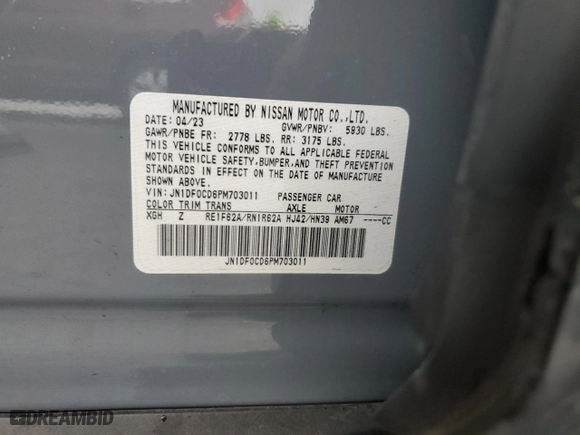 MANUFACTURED BY NISSAN MOTOR CO.,LTD.
DATE: 04/23 GVWR/PNBV: 5930 LBS.
GAWR/PNBE FR: 2778 LBS. RR: 3175 LBS.
THIS VEHICLE CONFORMS TO ALL APPLICABLE FEDERAL
MOTOR VEHICLE SAFETY,BUMPER,AND THEFT PREVENTION
STANDARDS IN EFFECT ON THE DATE OF MANUFACTURE
SHOWN ABOVE.
VIN: JN1DF0CD6PM703011 PASSENGER CAR
COLOR TRIM TRANS AXLE MOTOR
XGH Z RE1F62A/RN1R62A HJ42/HN39 AM67 ----CC
JN1DF0CD6PM703011
DREAMBID